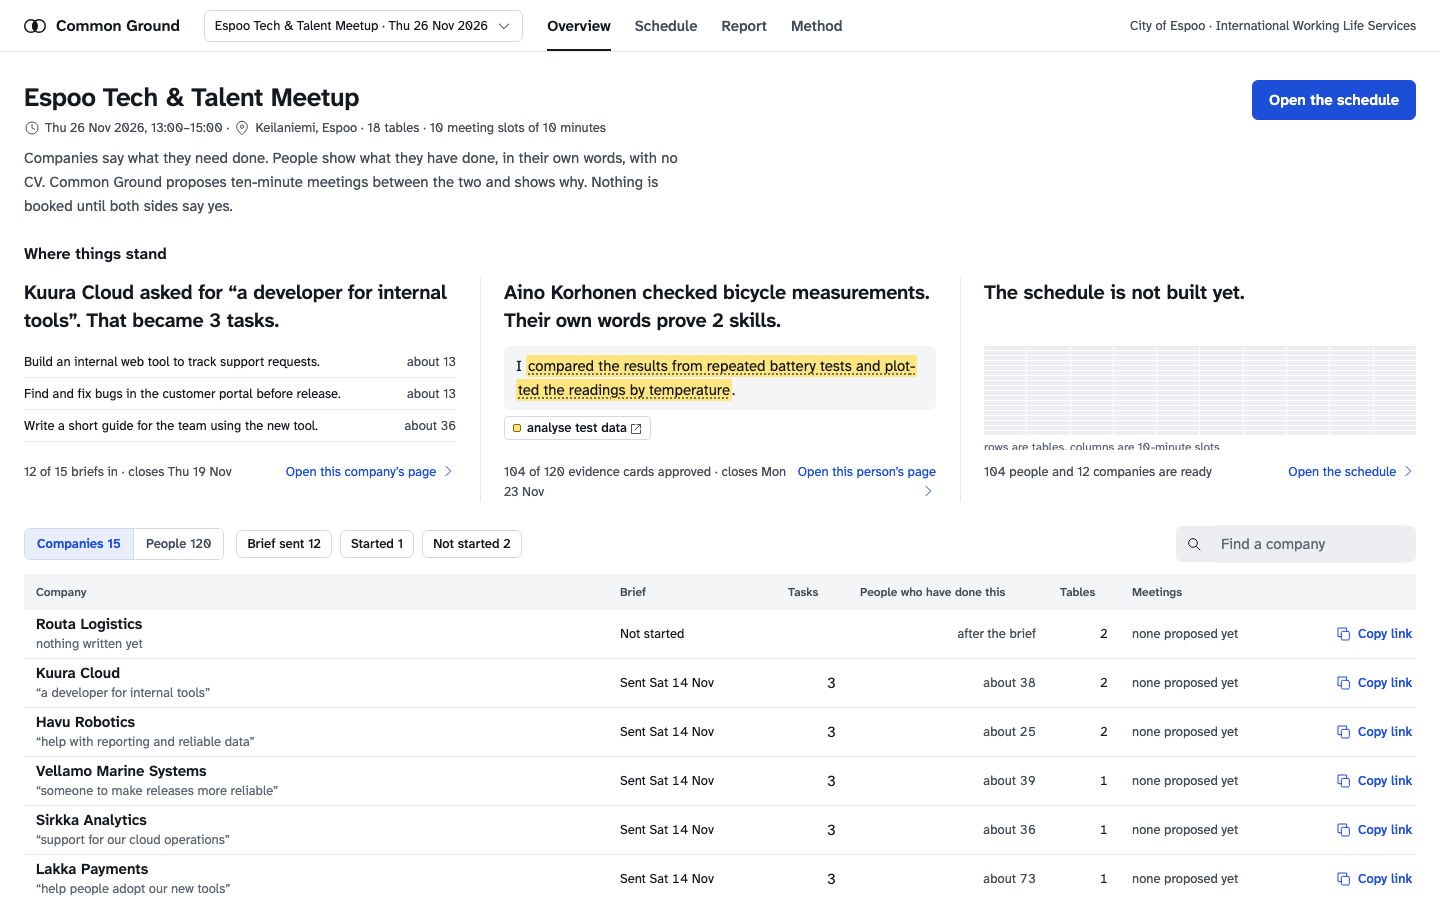 Common Ground
Espoo Tech & Talent Meetup · Thu 26 Nov 2026
Overview
Schedule
Report
Method
City of Espoo · International Working Life Services
Espoo Tech & Talent Meetup
Open the schedule
Thu 26 Nov 2026, 13:00–15:00 · Keilaniemi, Espoo · 18 tables · 10 meeting slots of 10 minutes
Companies say what they need done. People show what they have done, in their own words, with no
CV. Common Ground proposes ten-minute meetings between the two and shows why. Nothing is
booked until both sides say yes.
Where things stand
Kuura Cloud asked for “a developer for internal
tools”. That became 3 tasks.
Build an internal web tool to track support requests. about 13
Find and fix bugs in the customer portal before release. about 13
Write a short guide for the team using the new tool. about 36
12 of 15 briefs in · closes Thu 19 Nov
Open this company’s page
Aino Korhonen checked bicycle measurements.
Their own words prove 2 skills.
I compared the results from repeated battery tests and plot-
ted the readings by temperature.
analyse test data
104 of 120 evidence cards approved · closes Mon
23 Nov
Open this person’s page
The schedule is not built yet.
rows are tables, columns are 10-minute slots
104 people and 12 companies are ready
Open the schedule
Companies 15
People 120
Brief sent 12
Started 1
Not started 2
Find a company
Company Brief Tasks People who have done this Tables Meetings
Routa Logistics
nothing written yet
Not started after the brief 2 none proposed yet Copy link
Kuura Cloud
“a developer for internal tools”
Sent Sat 14 Nov 3 about 38 2 none proposed yet Copy link
Havu Robotics
“help with reporting and reliable data”
Sent Sat 14 Nov 3 about 25 2 none proposed yet Copy link
Vellamo Marine Systems
“someone to make releases more reliable”
Sent Sat 14 Nov 3 about 39 1 none proposed yet Copy link
Sirkka Analytics
“support for our cloud operations”
Sent Sat 14 Nov 3 about 36 1 none proposed yet Copy link
Lakka Payments
“help people adopt our new tools”
Sent Sat 14 Nov 3 about 73 1 none proposed yet Copy link